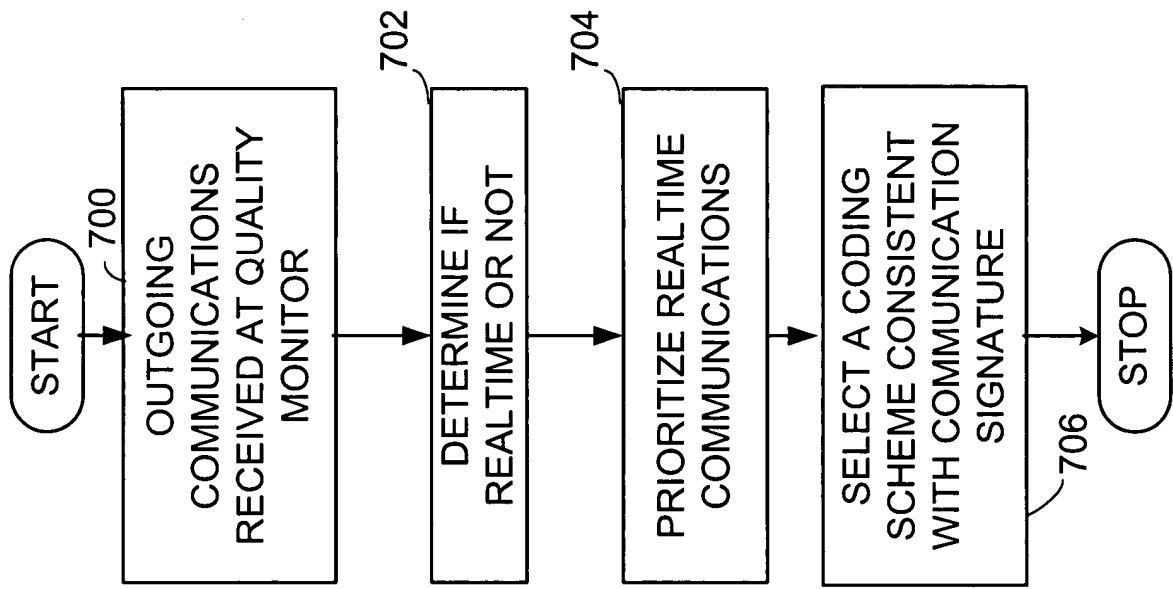 START
700
OUTGOING
COMMUNICATIONS
RECEIVED AT QUALITY
MONITOR
702
DETERMINE IF
REALTIME OR NOT
704
PRIORITIZE REALTIME
COMMUNICATIONS
SELECT A CODING
SCHEME CONSISTENT
WITH COMMUNICATION
SIGNATURE
706
STOP